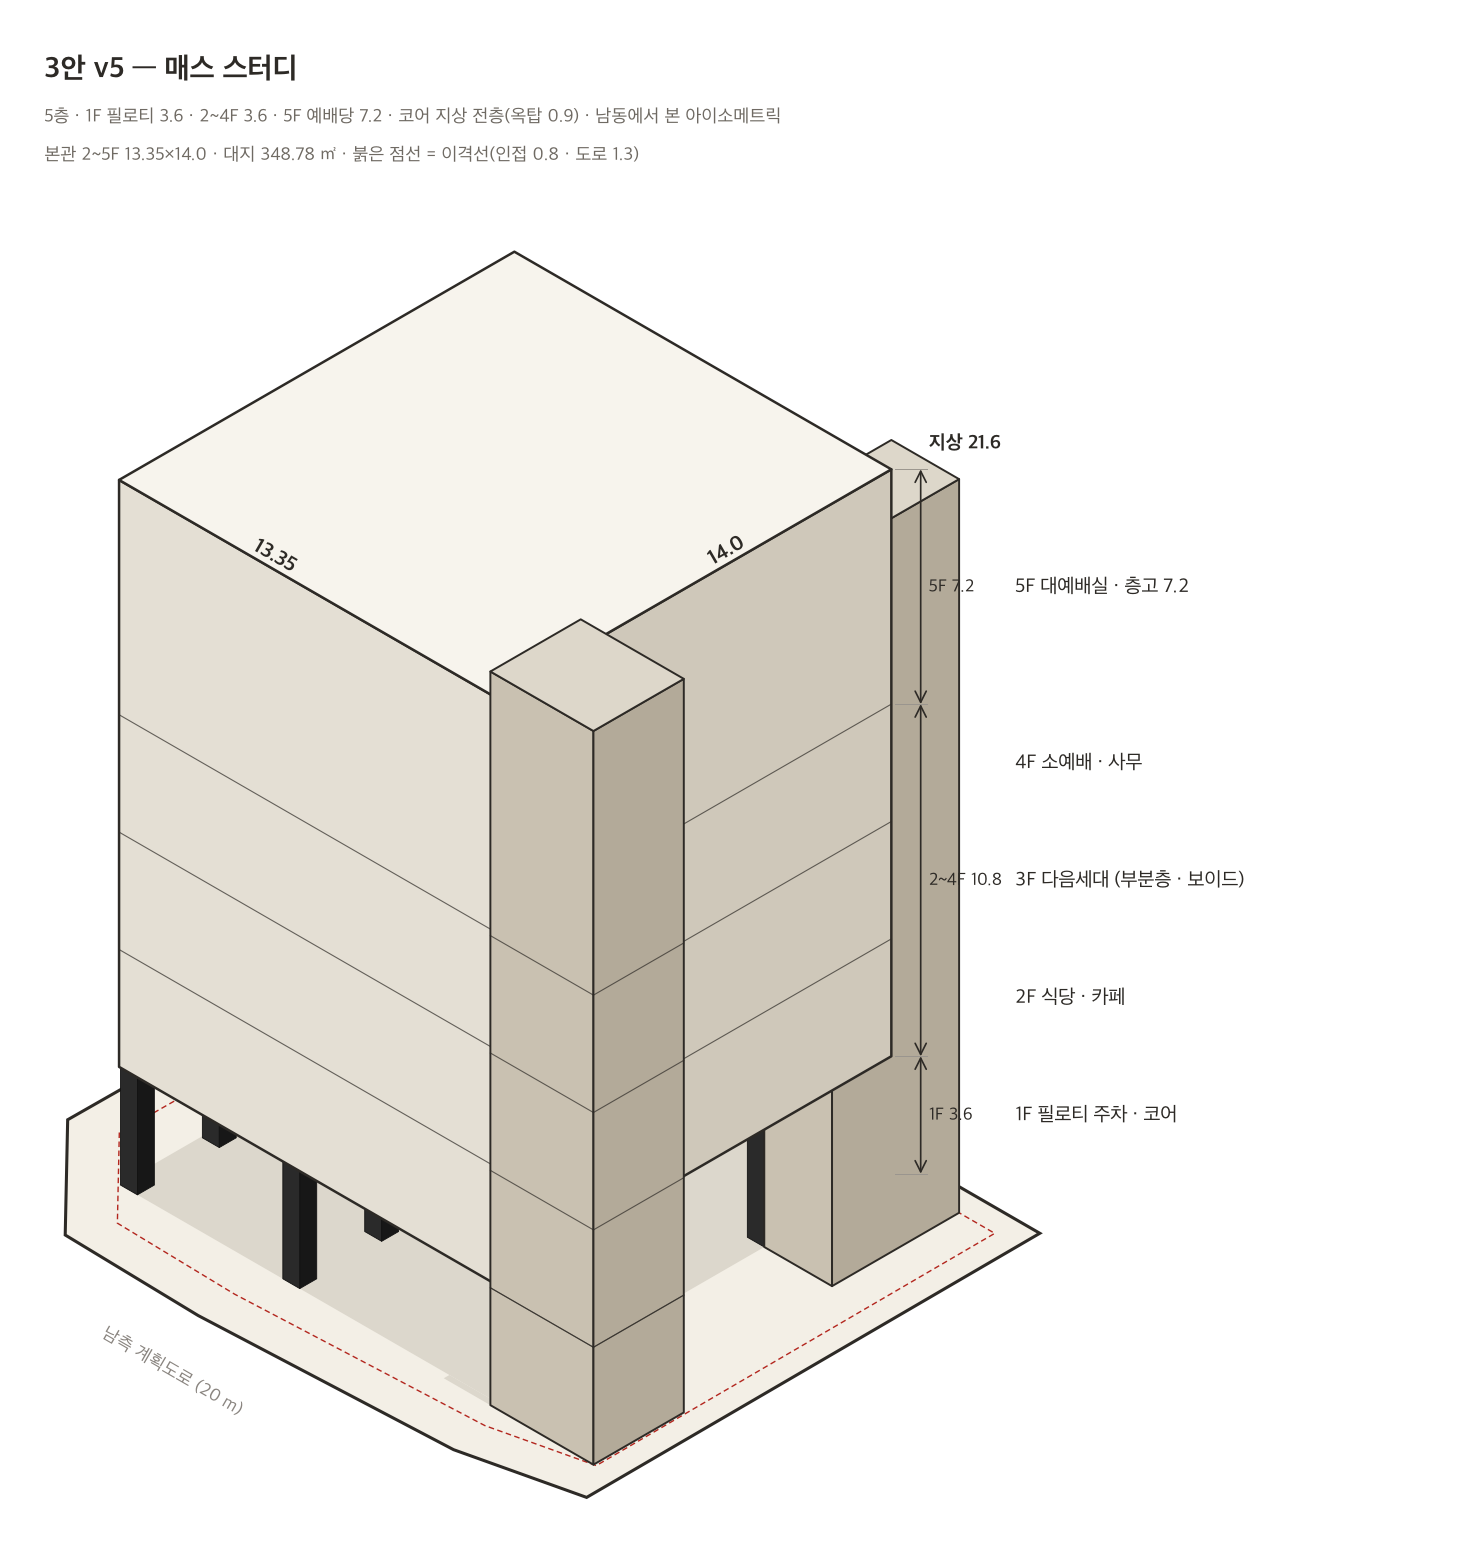 3안 v5 — 매스 스터디
5층 · 1F 필로티 3.6 · 2~4F 3.6 · 5F 예배당 7.2 · 코어 지상 전층(옥탑 0.9) · 남동에서 본 아이소메트릭
본관 2~5F 13.35×14.0 · 대지 348.78 ㎡ · 붉은 점선 = 이격선(인접 0.8 · 도로 1.3)
지상 21.6
13.35
14.0
5F 7.2
5F 대예배실 · 층고 7.2
4F 소예배 · 사무
2~4F 10.8
3F 다음세대 (부분층 · 보이드)
2F 식당 · 카페
1F 3.6
1F 필로티 주차 · 코어
남측 계획도로 (20 m)